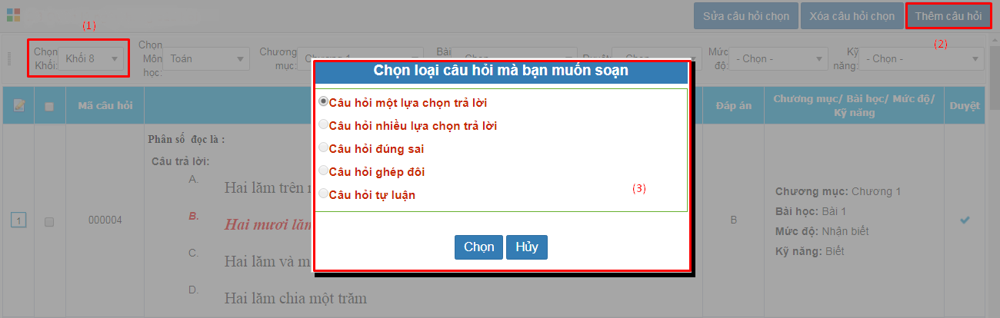 Sửa câu hỏi chọn Xóa câu hỏi chọn Thêm câu hỏi
(1)
(2)
Chọn Khối: Khối 8
Chọn Môn học: Toán
Chương mục: Chương 1
Bài
- Chọn -
Duyệt
- Chọn -
Mức độ: - Chọn -
Kỹ năng: - Chọn -
Chọn loại câu hỏi mà bạn muốn soạn
Câu hỏi một lựa chọn trả lời
Câu hỏi nhiều lựa chọn trả lời
Câu hỏi đúng sai
Câu hỏi ghép đôi
Câu hỏi tự luận
(3)
Chọn Hủy
Mã câu hỏi
Đáp án
Chương mục/ Bài học/ Mức độ/
Kỹ năng
Duyệt
1
000004
Phân số đọc là :
Câu trả lời:
A. Hai lăm trên
B. Hai mươi lăm
C. Hai lăm và m
D. Hai lăm chia một trăm
B
Chương mục: Chương 1
Bài học: Bài 1
Mức độ: Nhận biết
Kỹ năng: Biết